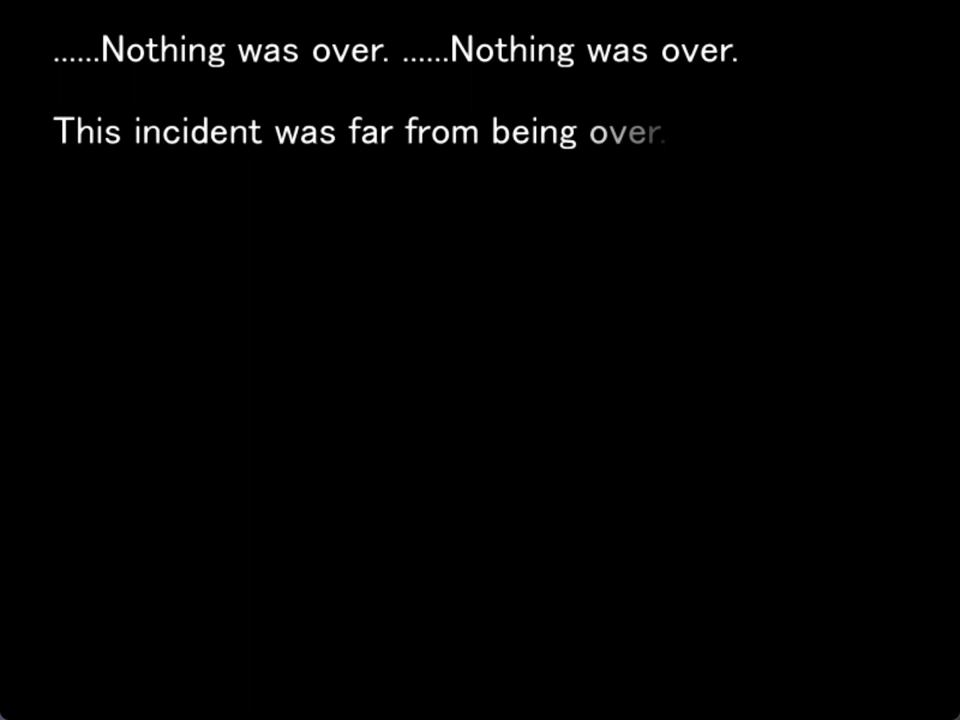 ......Nothing was over. ......Nothing was over.
This incident was far from being over.